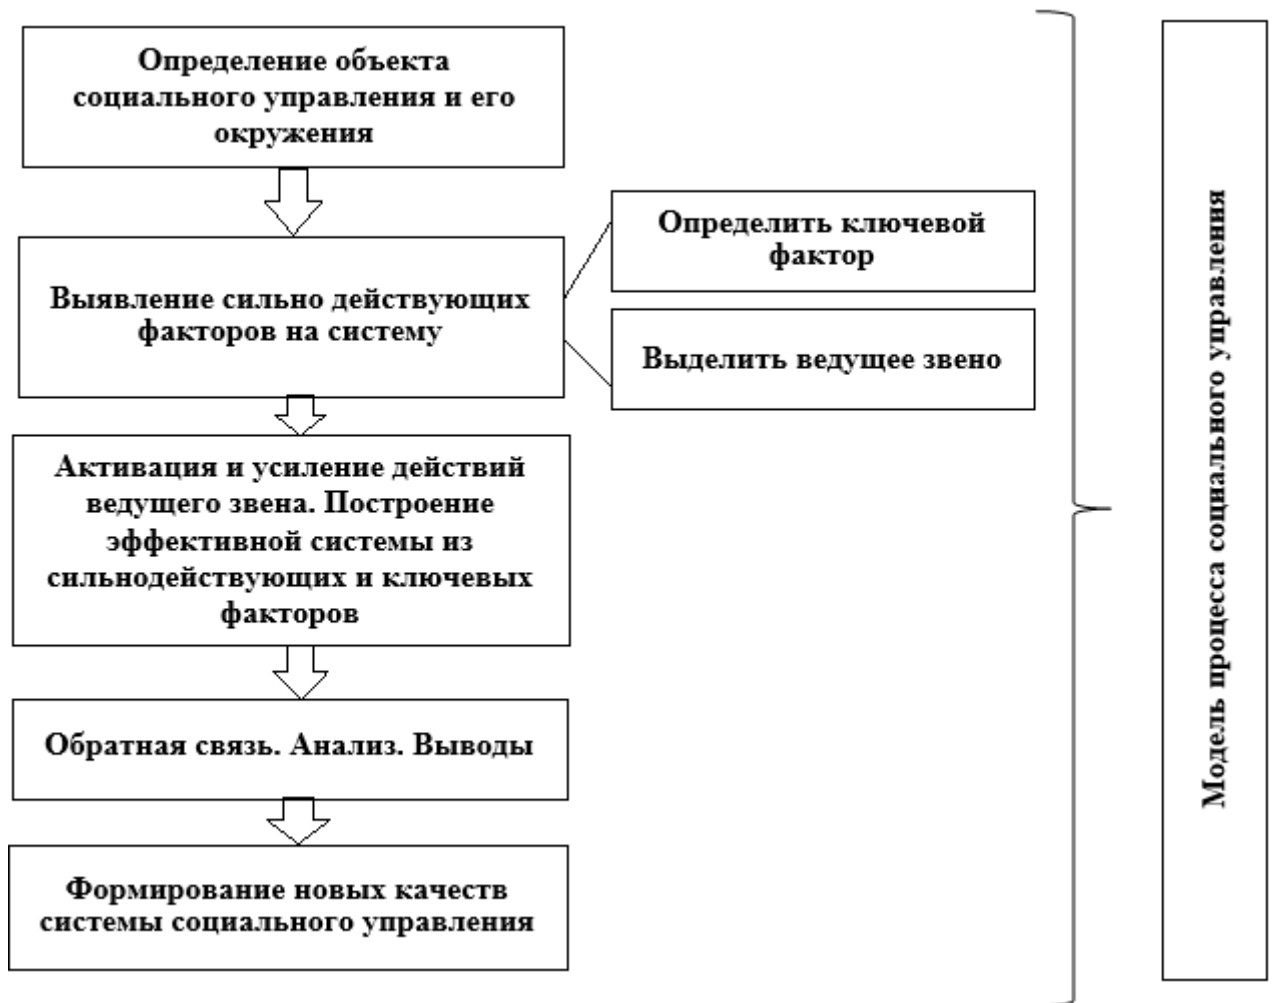 Определение объекта
социального управления и его
окружения
Выявление сильно действующих
факторов на систему
Определить ключевой
фактор
Выделить ведущее звено
Активация и усиление действий
ведущего звена. Построение
эффективной системы из
сильнодействующих и ключевых
факторов
Обратная связь. Анализ. Выводы
Формирование новых качеств
системы социального управления
Модель процесса социального управления